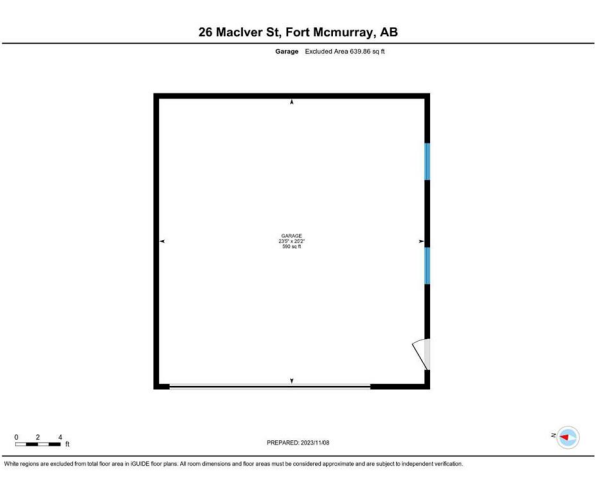 26 MacIver St, Fort Mcmurray, AB
Garage Excluded Area 639.86 sq ft
GARAGE
23'5" x 25'2"
590 sq ft
N
0 2 4
ft
PREPARED: 2023/11/08
White regions are excluded from total floor area in iGUIDE floor plans. All room dimensions and floor areas must be considered approximate and are subject to independent verification.